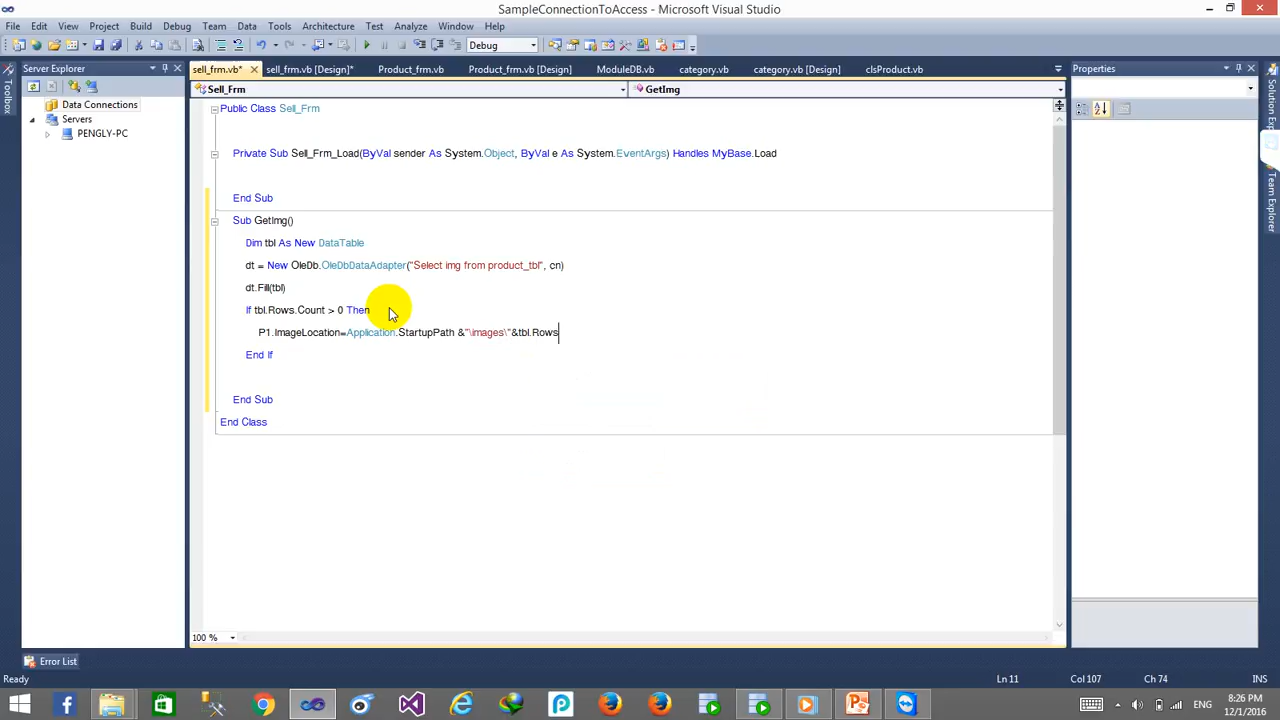 SampleConnectionToAccess - Microsoft Visual Studio
File Edit View Project Build Debug Team Data Tools Architecture Test Analyze Window Help
Debug
Server Explorer
sell_frm.vb* sell_frm.vb [Design]* Product_frm.vb Product_frm.vb [Design] ModuleDB.vb category.vb category.vb [Design] clsProduct.vb
Properties
Toolbox
Sell_Frm GetImg
Data Connections
Servers
PENGLY-PC
Public Class Sell_Frm
Private Sub Sell_Frm_Load(ByVal sender As System.Object, ByVal e As System.EventArgs) Handles MyBase.Load
End Sub
Sub GetImg()
Dim tbl As New DataTable
dt = New OleDb.OleDbDataAdapter("Select img from product_tbl", cn)
dt.Fill(tbl)
If tbl.Rows.Count > 0 Then
P1.ImageLocation=Application.StartupPath &"\images\"&tbl.Rows
End If
End Sub
End Class
Team Explorer
100 %
Error List
Ready Ln 11 Col 107 Ch 74 INS
ENG
8:26 PM
12/1/2016